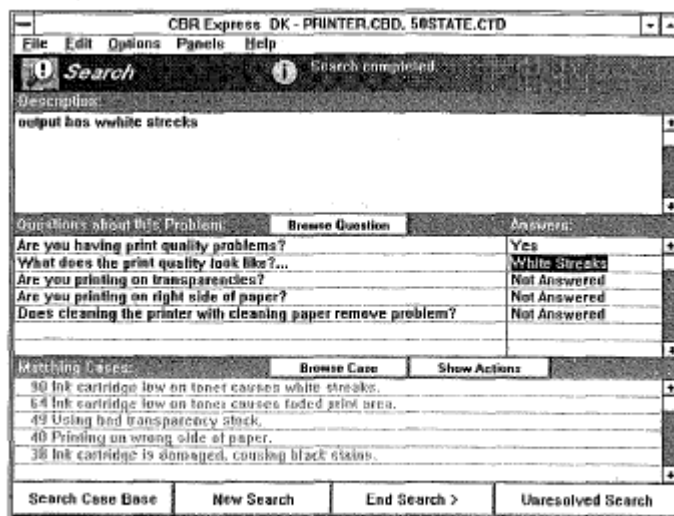 CBR Express DK - PRINTER.CBD, 50STATE.CTD
File Edit Options Panels Help
Search
Search completed.
Description:
output has wwhite streeks
Questions about this Problem: Browse Question Answers:
Are you having print quality problems? Yes
What does the print quality look like?... White Streaks
Are you printing on transparencies? Not Answered
Are you printing on right side of paper? Not Answered
Does cleaning the printer with cleaning paper remove problem? Not Answered
Matching Cases: Browse Case Show Actions
90 Ink cartridge low on toner causes white streaks.
64 Ink cartridge low on toner causes faded print area.
49 Using bad transparency stock.
40 Printing on wrong side of paper.
38 Ink cartridge is damaged, causing black stains.
Search Case Base New Search End Search > Unresolved Search